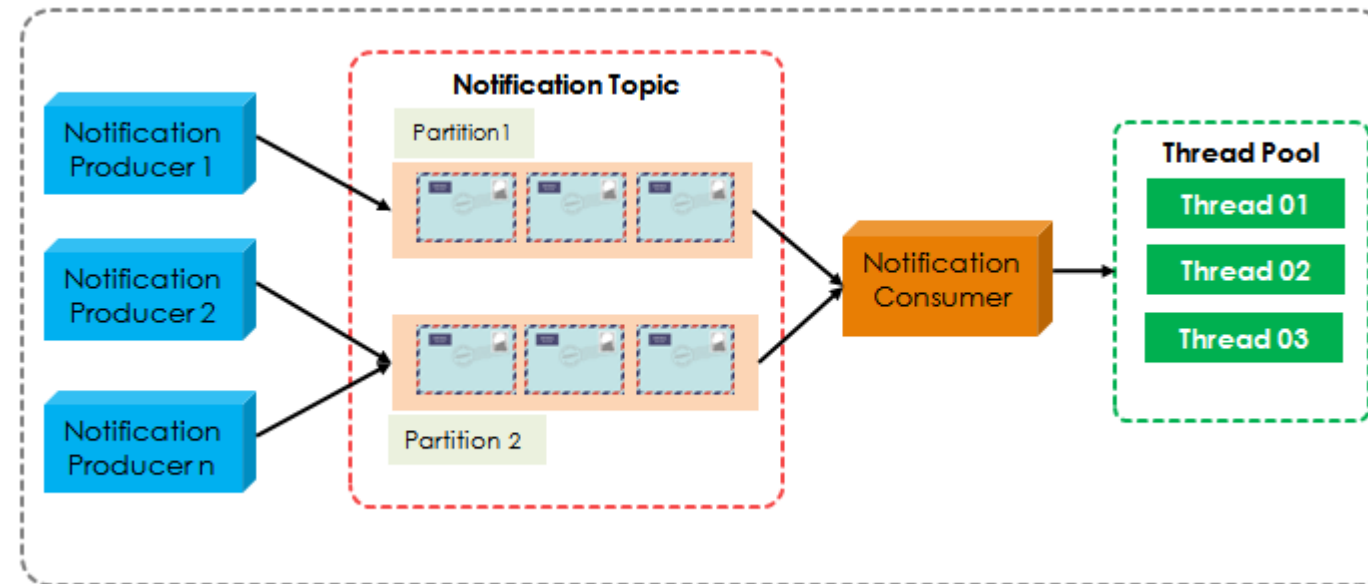 Notification Topic
Partition1
Notification
Producer 1
Thread Pool
Thread 01
Notification
Producer 2
Notification
Consumer
Thread 02
Thread 03
Notification
Producer n
Partition 2